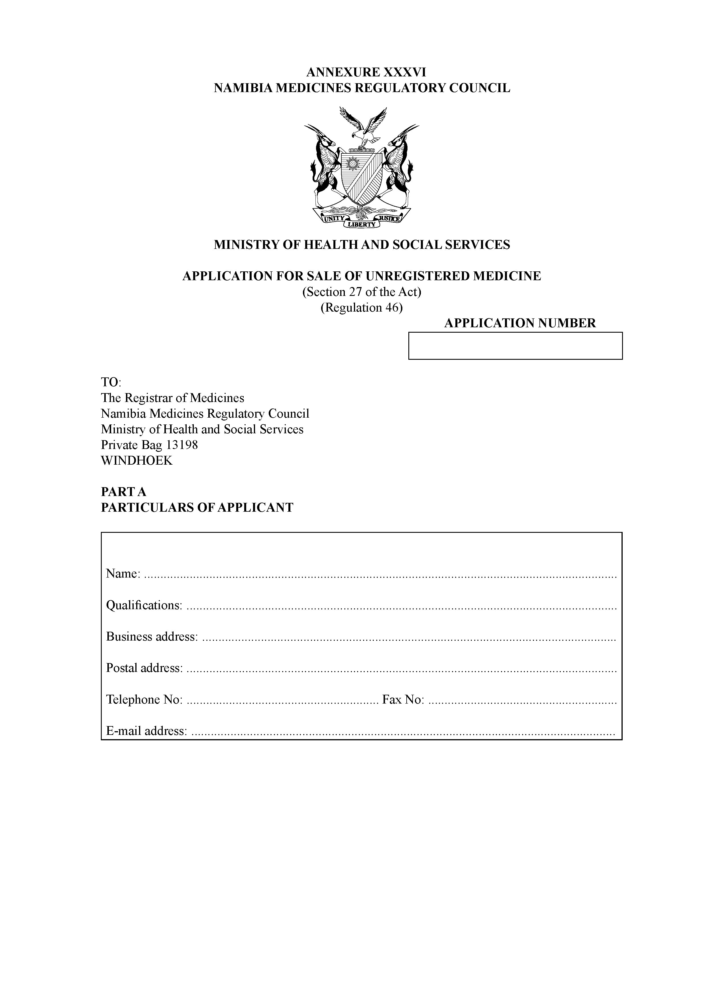 ANNEXURE XXXVI
NAMIBIA MEDICINES REGULATORY COUNCIL
UNITY
LIBERTY
JUSTICE
MINISTRY OF HEALTH AND SOCIAL SERVICES
APPLICATION FOR SALE OF UNREGISTERED MEDICINE
(Section 27 of the Act)
(Regulation 46)
APPLICATION NUMBER
TO:
The Registrar of Medicines
Namibia Medicines Regulatory Council
Ministry of Health and Social Services
Private Bag 13198
WINDHOEK
PART A
PARTICULARS OF APPLICANT
Name: ................................................................................................................................................
Qualifications: ...................................................................................................................................
Business address: ..............................................................................................................................
Postal address: ...................................................................................................................................
Telephone No: ........................................................... Fax No: ..........................................................
E-mail address: .................................................................................................................................